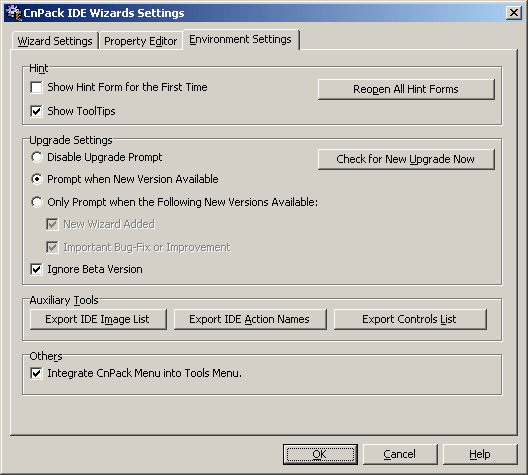 CnPack IDE Wizards Settings
Wizard Settings Property Editor Environment Settings
Hint
Show Hint Form for the First Time
Reopen All Hint Forms
Show ToolTips
Upgrade Settings
Disable Upgrade Prompt
Check for New Upgrade Now
Prompt when New Version Available
Only Prompt when the Following New Versions Available:
New Wizard Added
Important Bug-Fix or Improvement
Ignore Beta Version
Auxiliary Tools
Export IDE Image List Export IDE Action Names Export Controls List
Others
Integrate CnPack Menu into Tools Menu.
OK Cancel Help